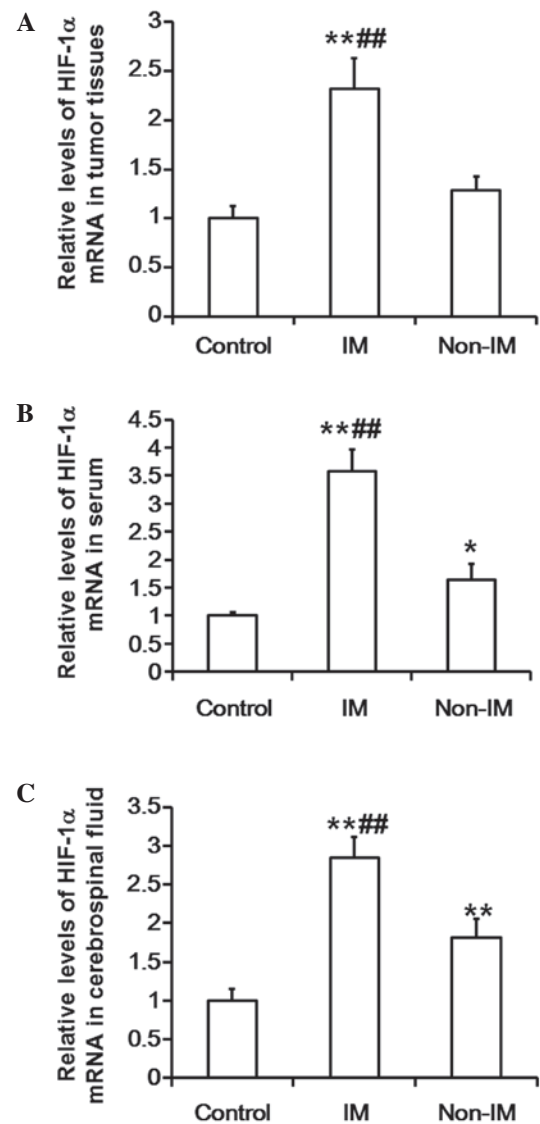 A
Relative levels of HIF-1α
mRNA in tumor tissues
3
2.5
2
1.5
1
0.5
0
**##
Control IM Non-IM
B
Relative levels of HIF-1α
mRNA in serum
4.5
4
3.5
3
2.5
2
1.5
1
0.5
0
**##
*
Control IM Non-IM
C
Relative levels of HIF-1α
mRNA in cerebrospinal fluid
3.5
3
2.5
2
1.5
1
0.5
0
**##
**
Control IM Non-IM